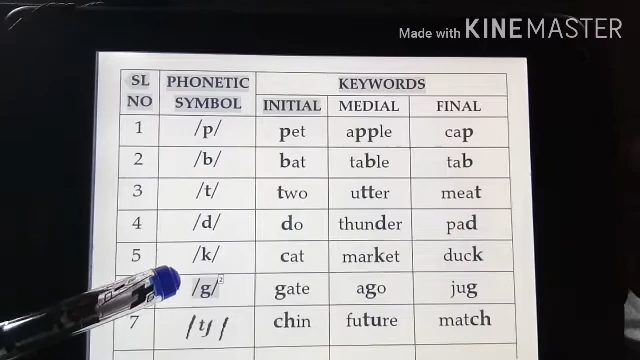 Made with KINEMASTER
SL NO PHONETIC SYMBOL KEYWORDS
INITIAL MEDIAL FINAL
1 /p/ pet apple cap
2 /b/ bat table tab
3 /t/ two utter meat
4 /d/ do thunder pad
5 /k/ cat market duck
/g/ gate ago jug
7 /tʃ/ chin future match